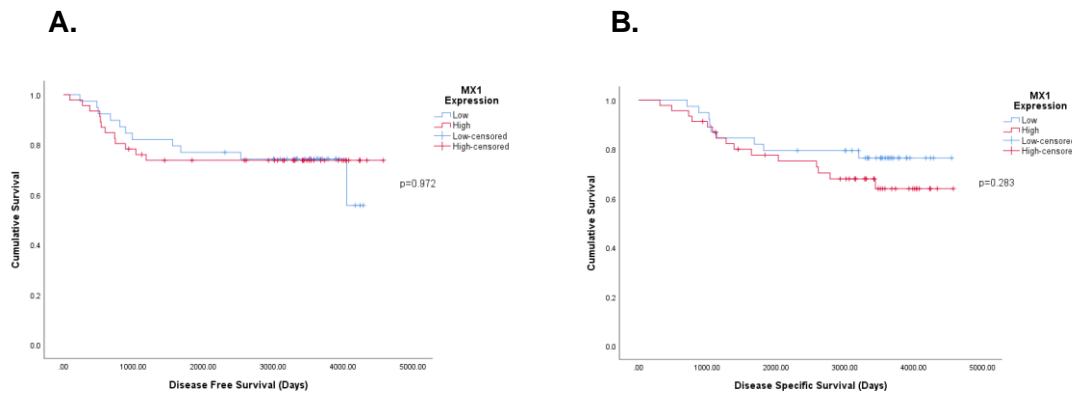 A.
MX1
Expression
Low
High
Low-censored
High-censored
p=0.972
Cumulative Survival
1.0
0.8
0.6
0.4
0.2
0.0
.00
1000.00
2000.00
3000.00
4000.00
5000.00
Disease Free Survival (Days)
B.
MX1
Expression
Low
High
Low-censored
High-censored
p=0.283
Cumulative Survival
1.0
0.8
0.6
0.4
0.2
0.0
.00
1000.00
2000.00
3000.00
4000.00
5000.00
Disease Specific Survival (Days)